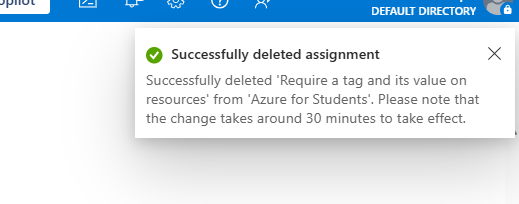 opilot
DEFAULT DIRECTORY
Successfully deleted assignment
Successfully deleted 'Require a tag and its value on
resources' from 'Azure for Students'. Please note that
the change takes around 30 minutes to take effect.